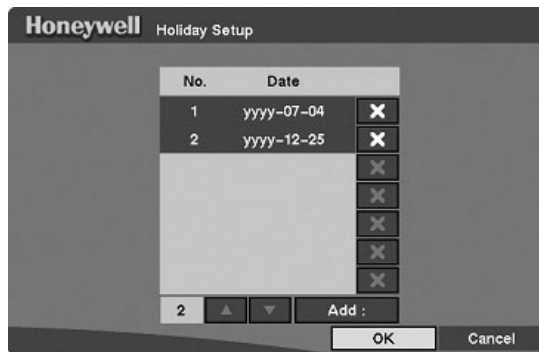 Honeywell Holiday Setup
No. Date
1 yyyy-07-04
2 yyyy-12-25
2 Add :
OK Cancel